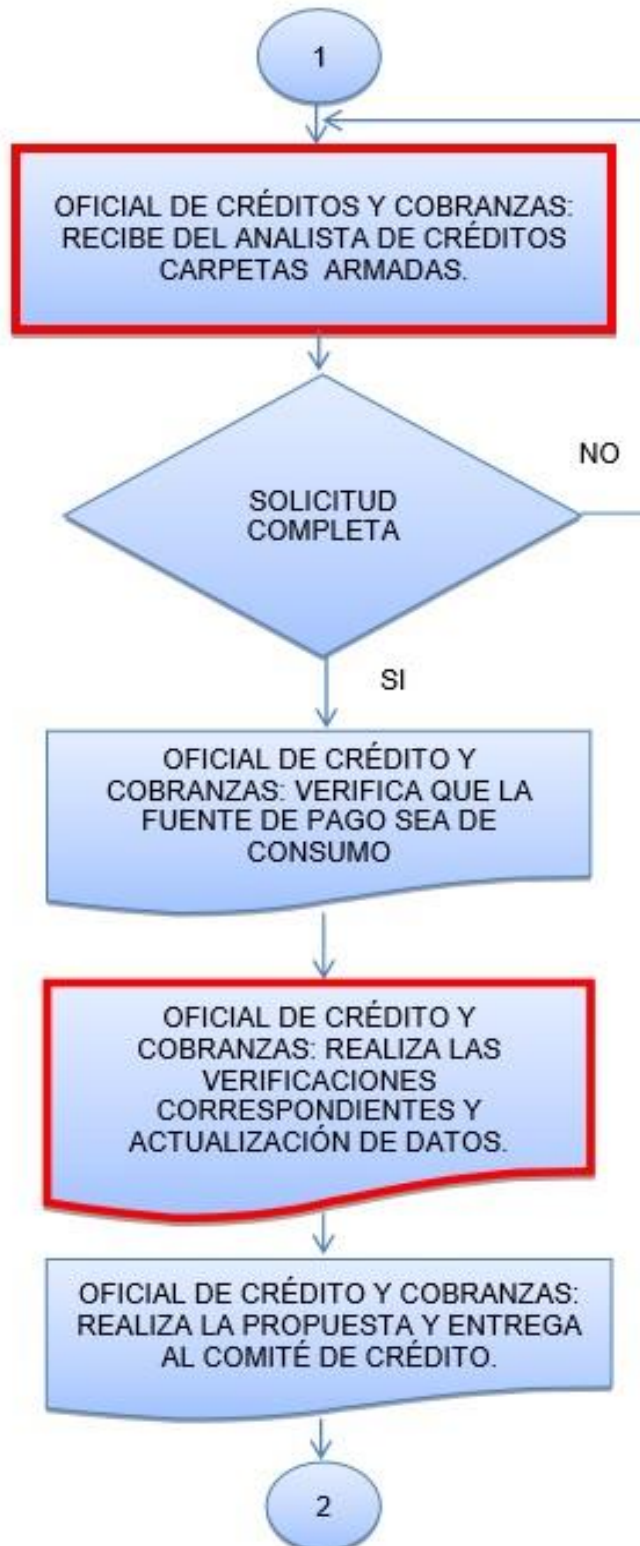 1
OFICIAL DE CRÉDITOS Y COBRANZAS:
RECIBE DEL ANALISTA DE CRÉDITOS
CARPETAS ARMADAS.
NO
SOLICITUD
COMPLETA
SI
OFICIAL DE CRÉDITO Y
COBRANZAS: VERIFICA QUE LA
FUENTE DE PAGO SEA DE
CONSUMO
OFICIAL DE CRÉDITO Y
COBRANZAS: REALIZA LAS
VERIFICACIONES
CORRESPONDIENTES Y
ACTUALIZACIÓN DE DATOS.
OFICIAL DE CRÉDITO Y COBRANZAS:
REALIZA LA PROPUESTA Y ENTREGA
AL COMITÉ DE CRÉDITO.
2